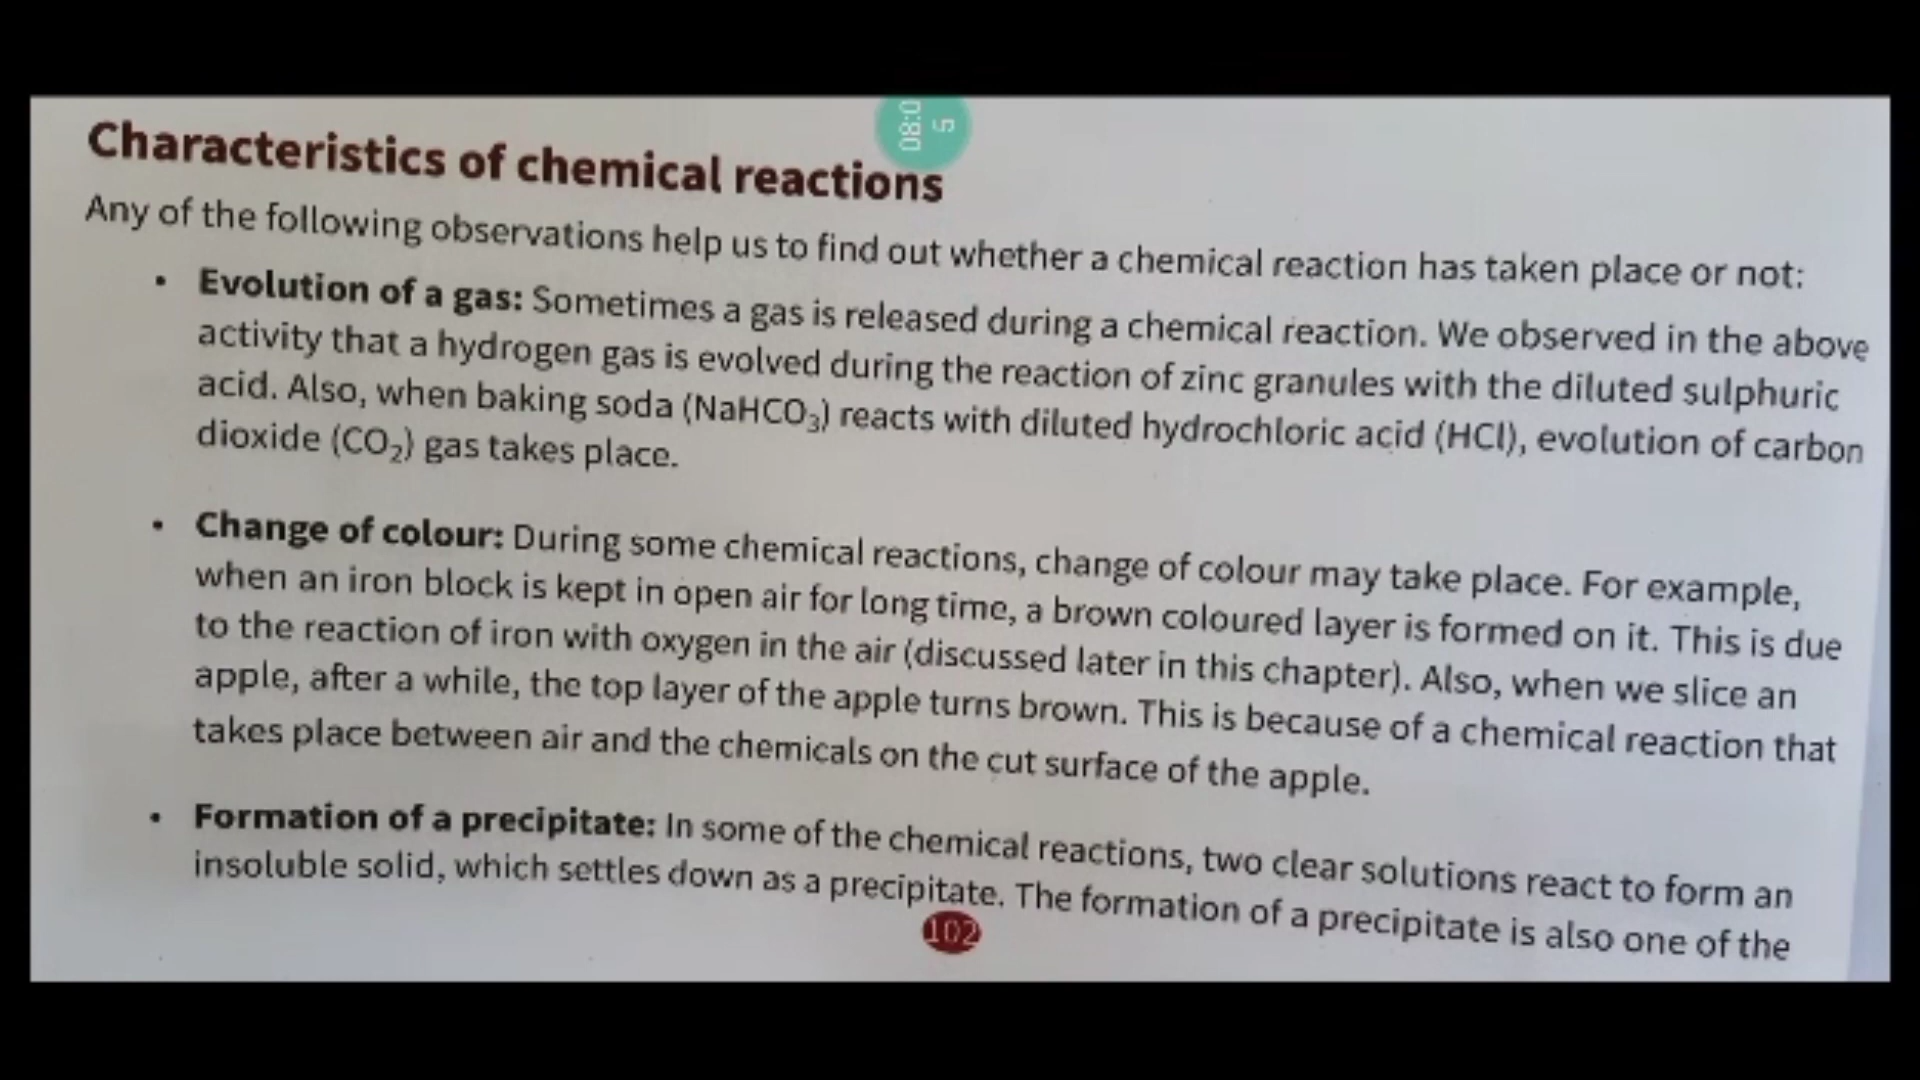 08:0
5
Characteristics of chemical reactions
Any of the following observations help us to find out whether a chemical reaction has taken place or not:
• Evolution of a gas: Sometimes a gas is released during a chemical reaction. We observed in the above
activity that a hydrogen gas is evolved during the reaction of zinc granules with the diluted sulphuric
acid. Also, when baking soda (NaHCO₃) reacts with diluted hydrochloric acid (HCl), evolution of carbon
dioxide (CO₂) gas takes place.
• Change of colour: During some chemical reactions, change of colour may take place. For example,
when an iron block is kept in open air for long time, a brown coloured layer is formed on it. This is due
to the reaction of iron with oxygen in the air (discussed later in this chapter). Also, when we slice an
apple, after a while, the top layer of the apple turns brown. This is because of a chemical reaction that
takes place between air and the chemicals on the cut surface of the apple.
• Formation of a precipitate: In some of the chemical reactions, two clear solutions react to form an
insoluble solid, which settles down as a precipitate. The formation of a precipitate is also one of the
102